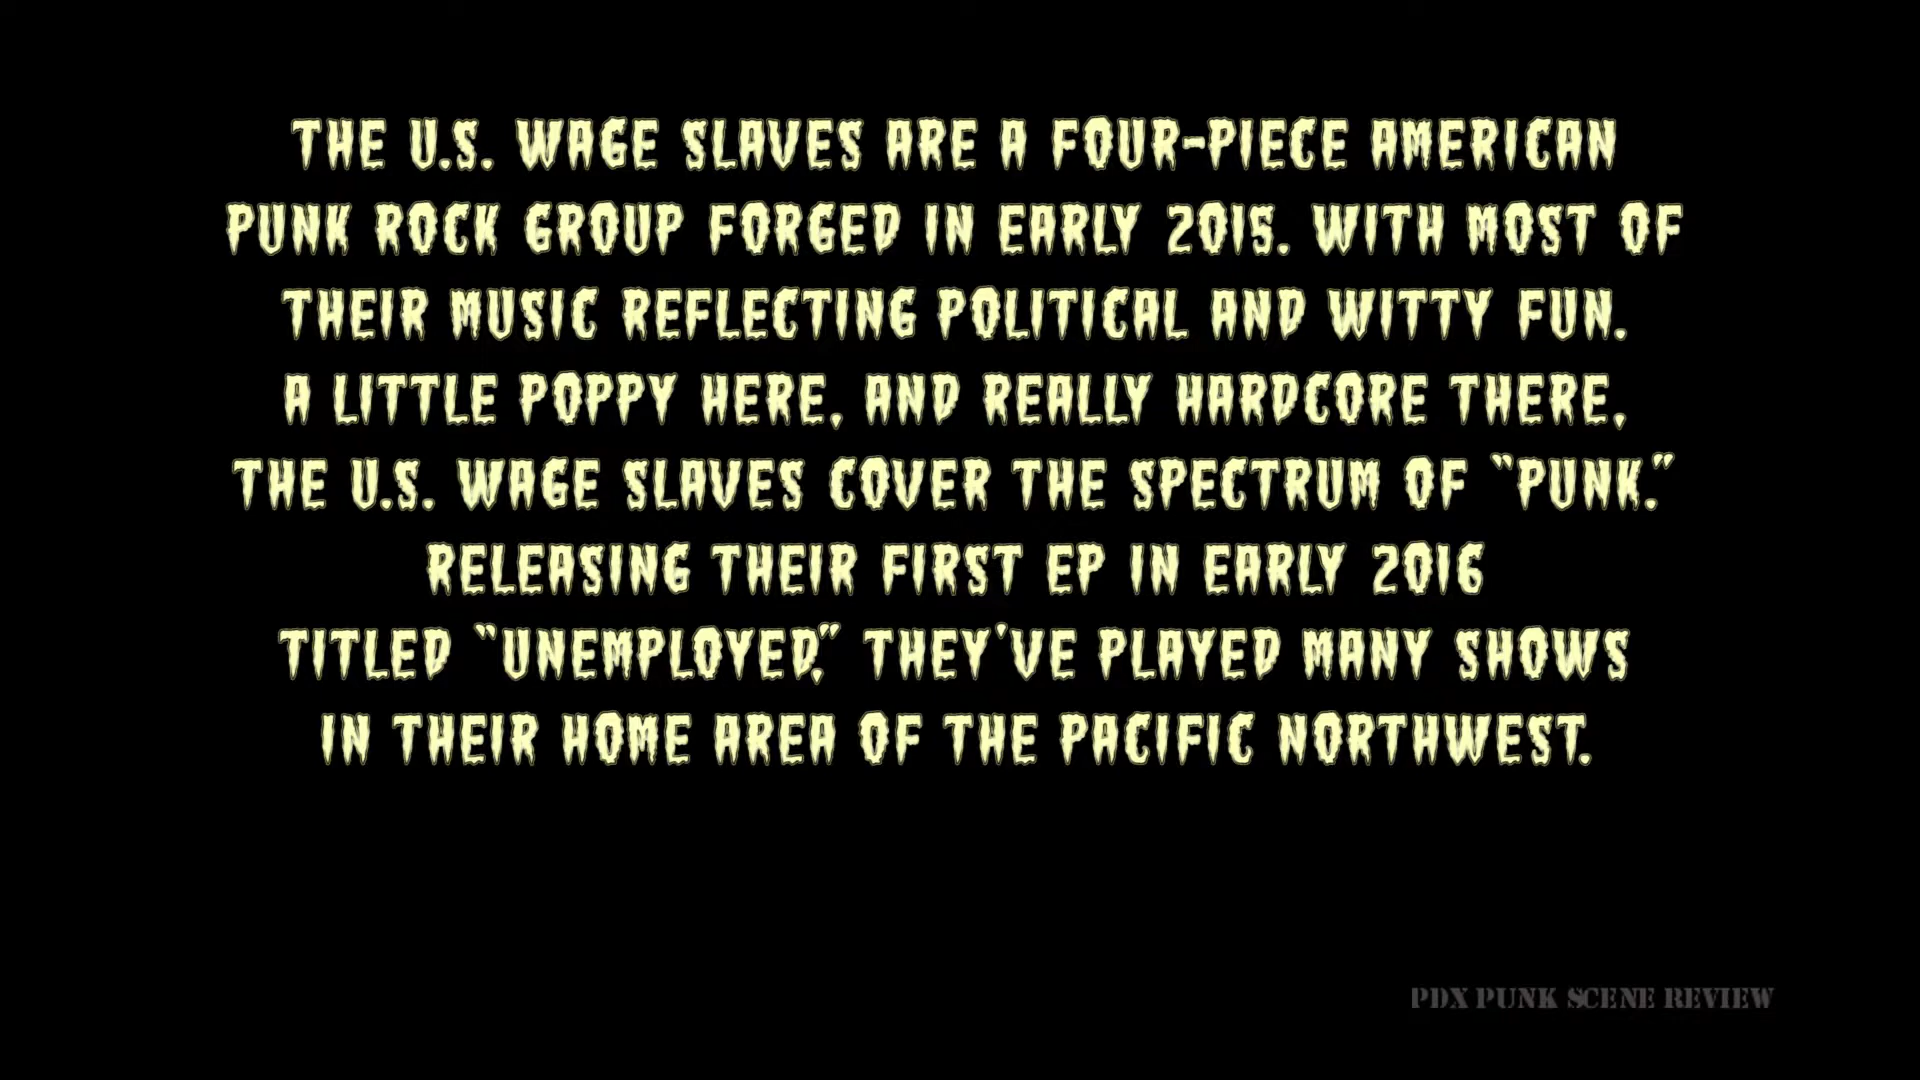 THE U.S. WAGE SLAVES ARE A FOUR-PIECE AMERICAN
PUNK ROCK GROUP FORGED IN EARLY 2015. WITH MOST OF
THEIR MUSIC REFLECTING POLITICAL AND WITTY FUN.
A LITTLE POPPY HERE, AND REALLY HARDCORE THERE,
THE U.S. WAGE SLAVES COVER THE SPECTRUM OF “PUNK.”
RELEASING THEIR FIRST EP IN EARLY 2016
TITLED “UNEMPLOYED,” THEY'VE PLAYED MANY SHOWS
IN THEIR HOME AREA OF THE PACIFIC NORTHWEST.
PDX PUNK SCENE REVIEW